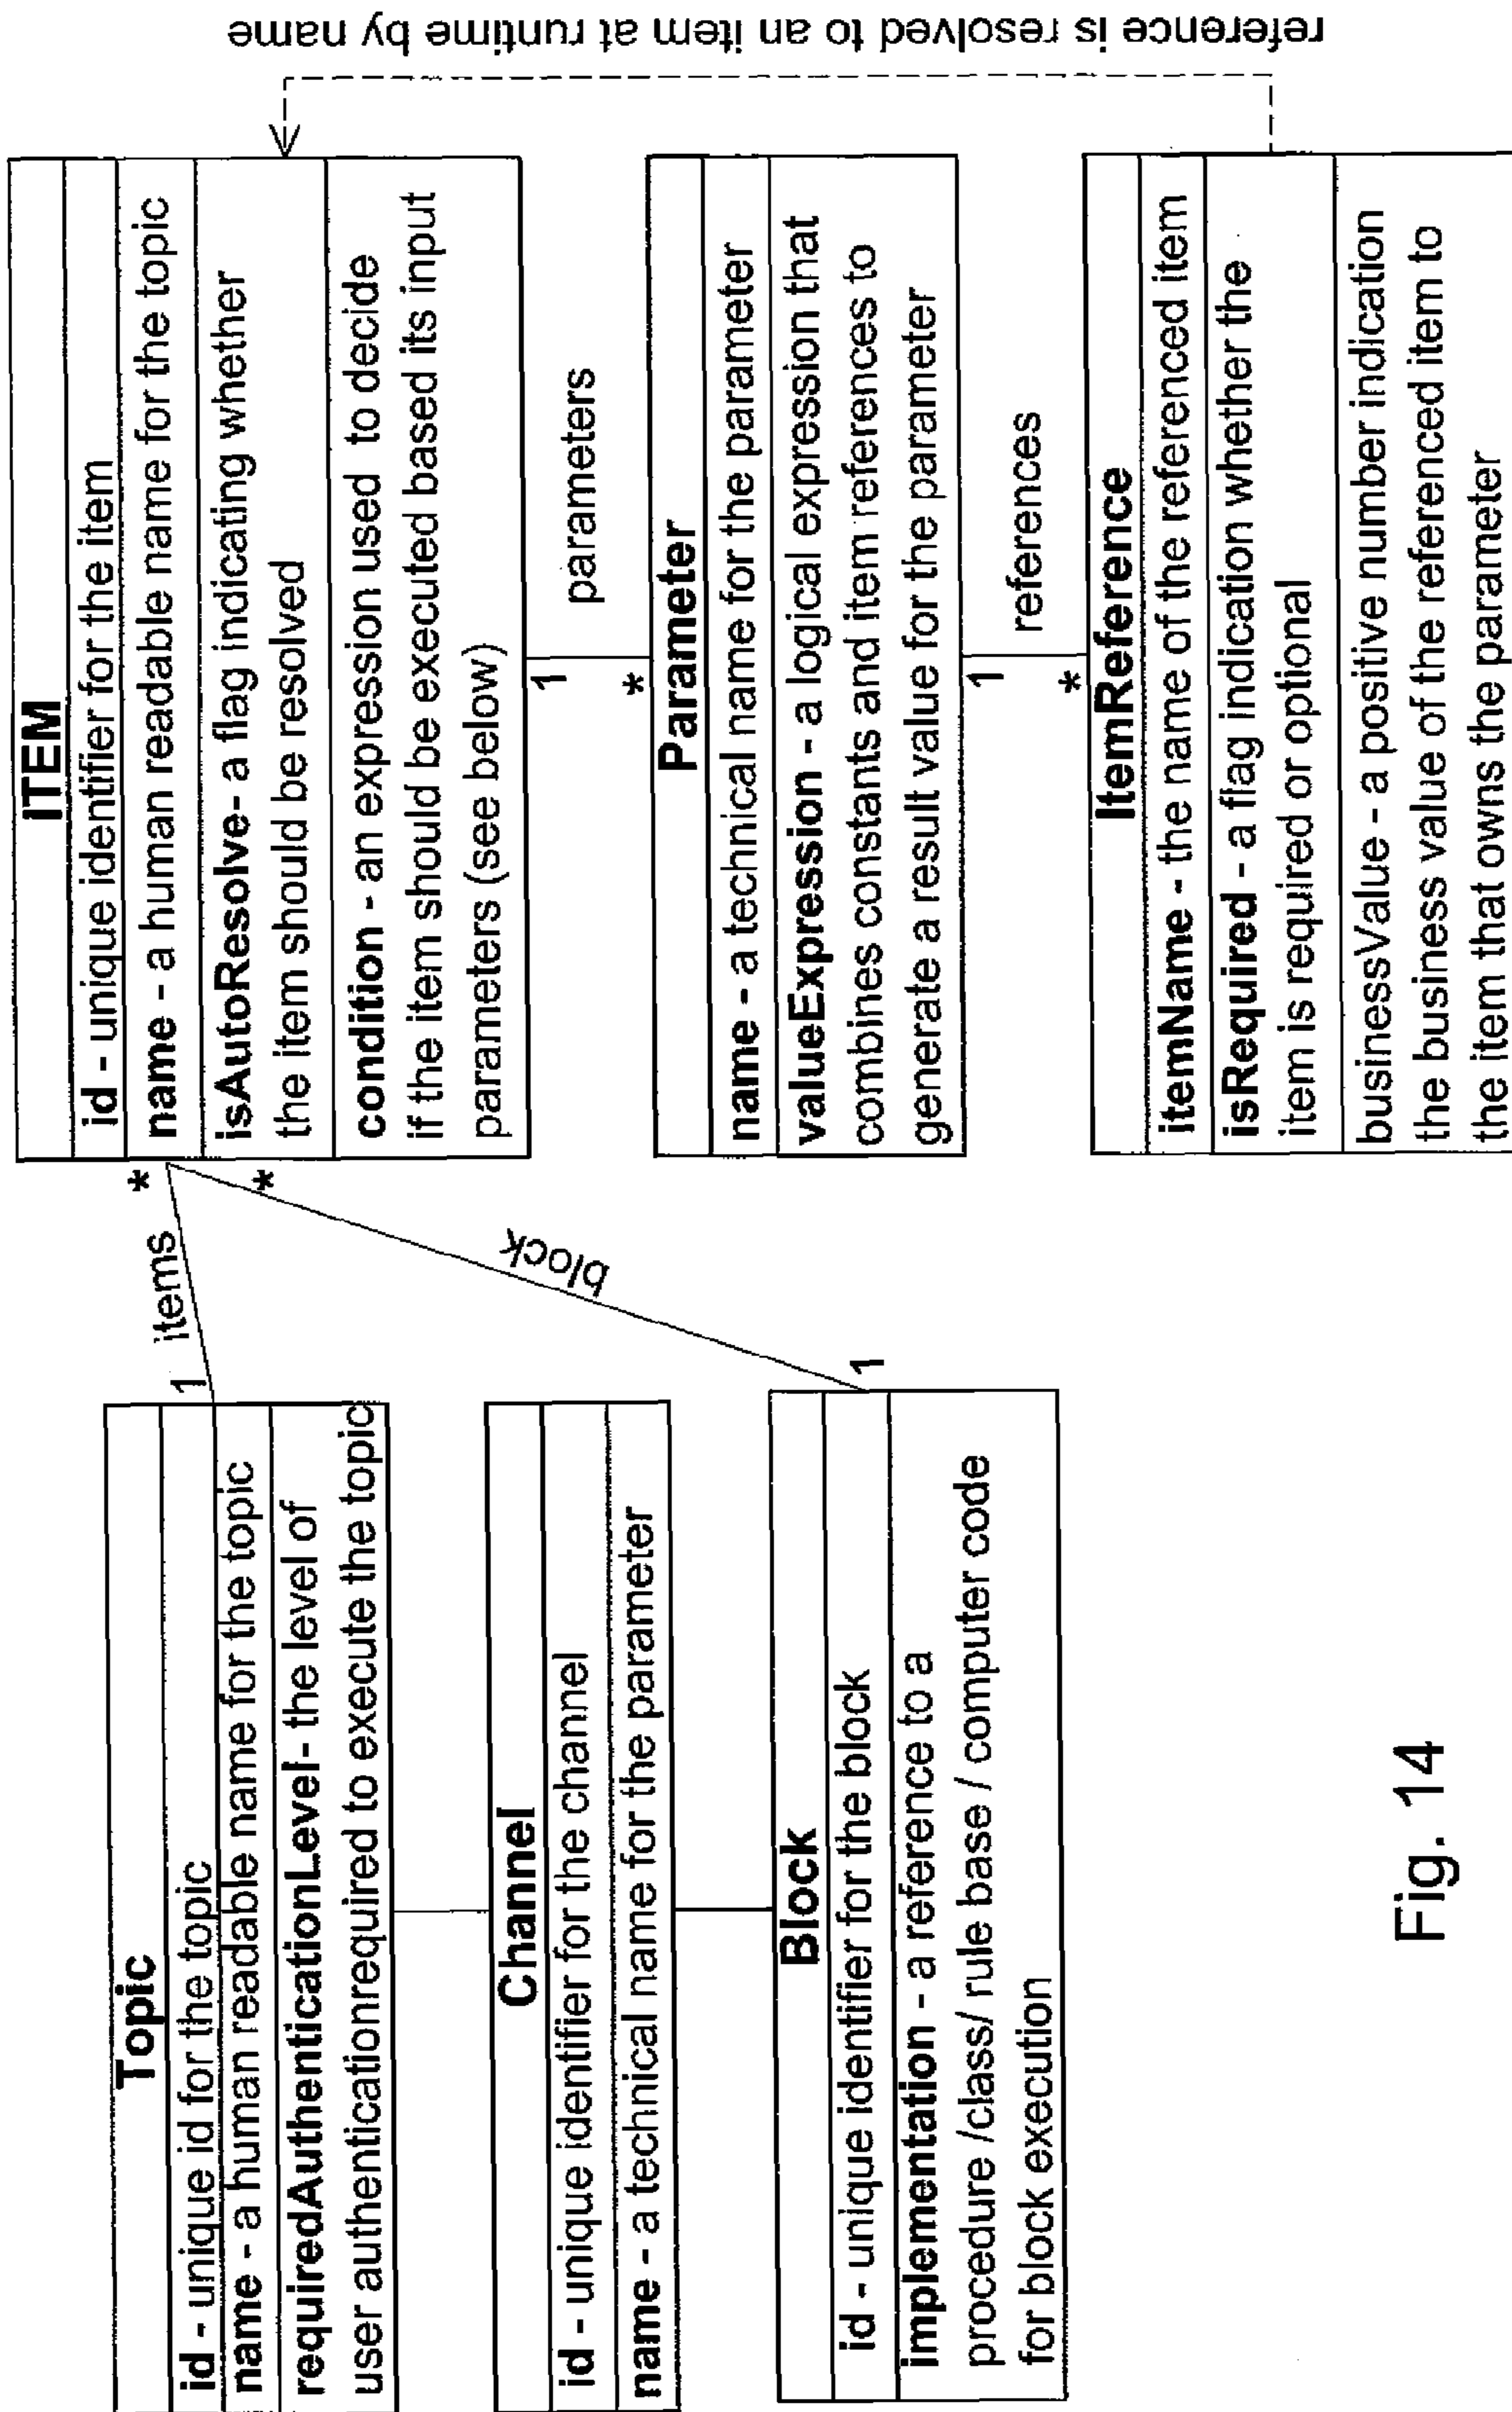 Topic
id - unique id for the topic
name - a human readable name for the topic
requiredAuthenticationLevel- the level of
user authenticationrequired to execute the topic
Channel
id - unique identifier for the channel
name - a technical name for the parameter
Block
id - unique identifier for the block
implementation - a reference to a
procedure /class/ rule base / computer code
for block execution
1
items
*
1
block
*
iTEM
id - unique identifier for the item
name - a human readable name for the topic
isAutoResolve- a flag indicating whether
the item should be resolved
condition - an expression used to decide
if the item should be executed based its input
parameters (see below)
1
parameters
*
Parameter
name - a technical name for the parameter
valueExpression - a logical expression that
combines constants and item references to
generate a result value for the parameter
1
references
*
ItemReference
itemName - the name of the referenced item
isRequired - a flag indication whether the
item is required or optional
businessValue - a positive number indication
the business value of the referenced item to
the item that owns the parameter
reference is resolved to an item at runtime by name
Fig. 14